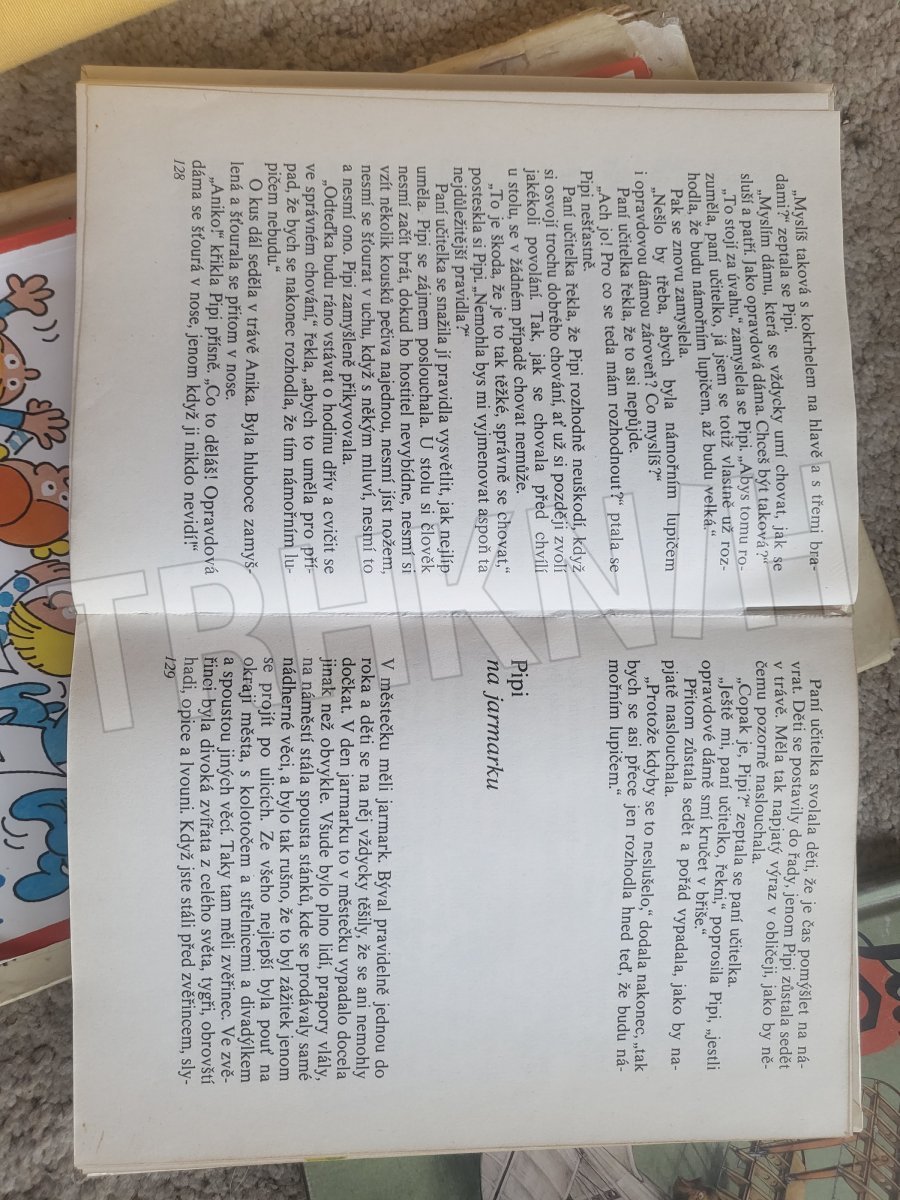 „Myslíš taková s kokrhelem na hlavě a s třemi bra-
dami?“ zeptala se Pipi.
„Myslím dámu, která se vždycky umí chovat, jak se
sluší a patří. Jako opravdová dáma. Chceš být taková?“
„To stojí za úvahu,“ zamyslela se Pipi. „Abys tomu ro-
zuměla, paní učitelko, já jsem se totiž vlastně už roz-
hodla, že budu námořním lupičem, až budu velká.“
Pak se znovu zamyslela.
„Nešlo by třeba, abych byla námořním lupičem
i opravdovou dámou zároveň? Co myslíš?“
Paní učitelka řekla, že to asi nepůjde.
„Ach jo! Pro co se teda mám rozhodnout?“ ptala se
Pipi nešťastně.
Paní učitelka řekla, že Pipi rozhodně neuškodí, když
si osvojí trochu dobrého chování, ať už si později zvolí
jakékoli povolání. Tak, jak se chovala před chvílí
u stolu, se v žádném případě chovat nemůže.
„To je škoda, že je to tak těžké, správně se chovat,“
posteskla si Pipi. „Nemohla bys mi vyjmenovat aspoň ta
nejdůležitější pravidla?“
Paní učitelka se snažila jí pravidla vysvětlit, jak nejlíp
uměla. Pipi se zájmem poslouchala. U stolu si člověk
nesmí začít brát, dokud ho hostitel nevybídne, nesmí si
vzít několik kousků pečiva najednou, nesmí jíst nožem,
nesmí se šťourat v uchu, když s někým mluví, nesmí to
a nesmí ono. Pipi zamyšleně přikyvovala.
„Odteďka budu ráno vstávat o hodinu dřív a cvičit se
ve správném chování,“ řekla, „abych to uměla pro pří-
pad, že bych se nakonec rozhodla, že tím námořním lu-
pičem nebudu.“
O kus dál seděla v trávě Anika. Byla hluboce zamyš-
lená a šťourala se přitom v nose.
„Aniko!“ křikla Pipi přísně. „Co to děláš! Opravdová
dáma se šťourá v nose, jenom když ji nikdo nevidí!“
128
Paní učitelka svolala děti, že je čas pomýšlet na ná-
vrat. Děti se postavily do řady, jenom Pipi zůstala sedět
v trávě. Měla tak napjatý výraz v obličeji, jako by ně-
čemu pozorně naslouchala.
„Copak je, Pipi?“ zeptala se paní učitelka.
„Ještě mi, paní učitelko, řekni,“ poprosila Pipi, „jestli
opravdové dámě smí kručet v břiše.“
Přitom zůstala sedět a pořád vypadala, jako by na-
pjatě naslouchala.
„Protože kdyby se to neslušelo,“ dodala nakonec, „tak
bych se asi přece jen rozhodla hned teď, že budu ná-
mořním lupičem.“
Pipi
na jarmarku
V městečku měli jarmark. Býval pravidelně jednou do
roka a děti se na něj vždycky těšily, že se ani nemohly
dočkat. V den jarmarku to v městečku vypadalo docela
jinak než obvykle. Všude bylo plno lidí, prapory vlály,
na náměstí stála spousta stánků, kde se prodávaly samé
nádherné věci, a bylo tak rušno, že to byl zážitek jenom
se projít po ulicích. Ze všeho nejlepší byla pouť na
okraji města, s kolotočem a střelnicemi a divadýlkem
a spoustou jiných věcí. Taky tam měli zvěřinec. Ve zvě-
řinci byla divoká zvířata z celého světa, tygři, obrovští
hadi, opice a lvouni. Když jste stáli před zvěřincem, sly-
129
TREKNAT